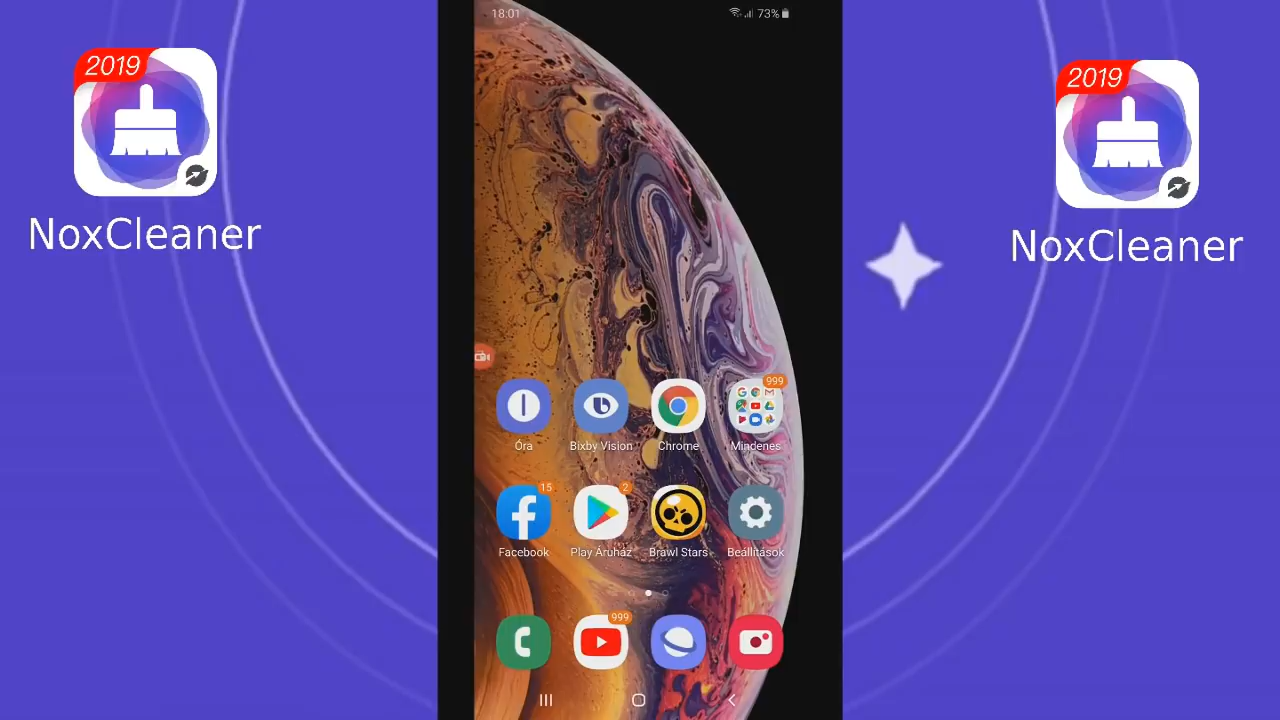 2019
NoxCleaner
18:01
73%
999
Óra
Bixby Vision
Chrome
Mindenes
15
2
Facebook
Play Áruház
Brawl Stars
Beállítások
999
2019
NoxCleaner